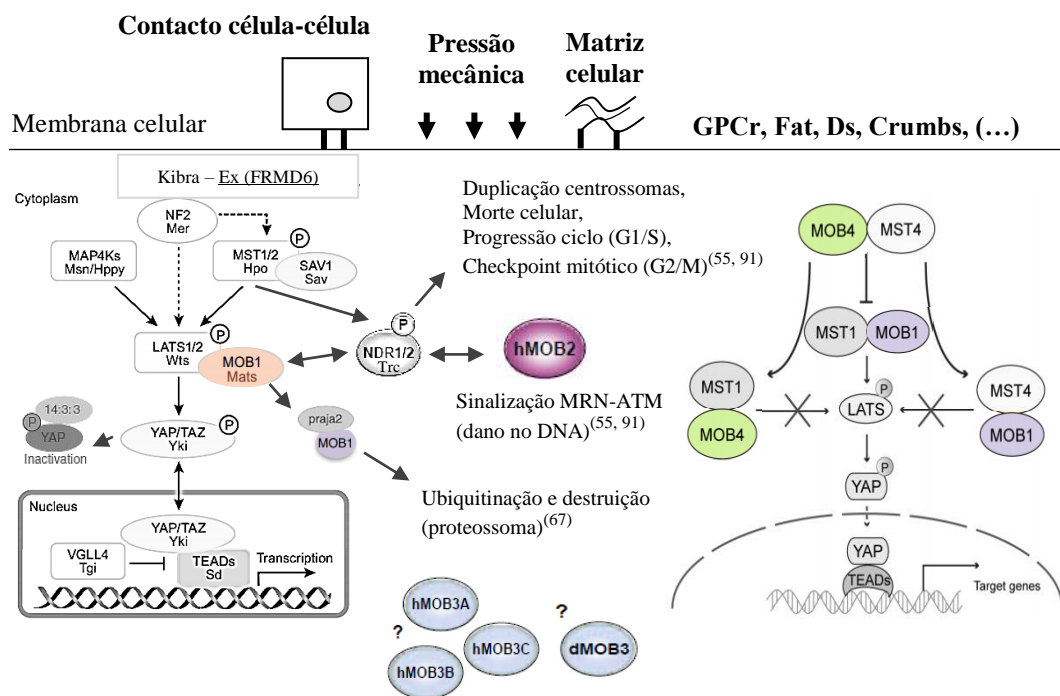 Contacto célula-célula
Pressão
mecânica
Matriz
celular
Membrana celular
GPCr, Fat, Ds, Crumbs, (…)
Kibra – Ex (FRMD6)
Cytoplasm
NF2
Mer
MAP4Ks
Msn/Hppy
MST1/2
Hpo
P
SAV1
Sav
LATS1/2
Wts
P
MOB1
Mats
NDR1/2
Trc
P
hMOB2
Duplicação centrossomas,
Morte celular,
Progressão ciclo (G1/S),
Checkpoint mitótico (G2/M)(55, 91)
Sinalização MRN-ATM
(dano no DNA)(55, 91)
praja2
MOB1
Ubiquitinação e destruição
(proteossoma)(67)
14:3:3
P
YAP
Inactivation
YAP/TAZ
Yki
P
Nucleus
YAP/TAZ
Yki
VGLL4
Tgi
TEADs
Sd
Transcription
hMOB3A
?
hMOB3B
hMOB3C
?
dMOB3
MOB4
MST4
MST1
MOB1
MST1
MOB4
P
LATS
MST4
MOB1
P
YAP
YAP
TEADs
Target genes